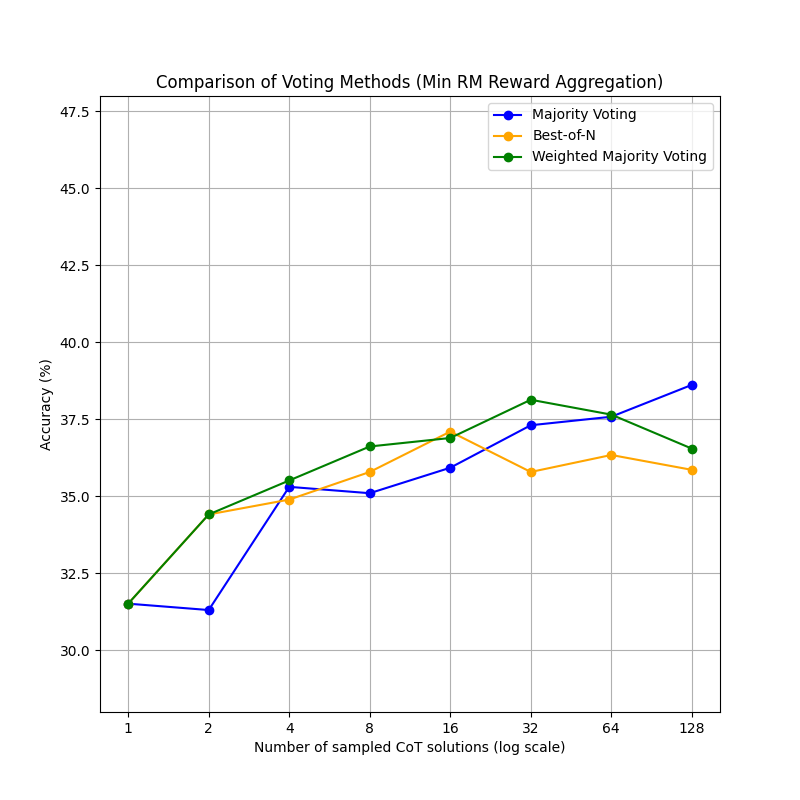 Comparison of Voting Methods (Min RM Reward Aggregation)
Majority Voting
Best-of-N
Weighted Majority Voting
47.5
45.0
42.5
40.0
37.5
35.0
32.5
30.0
Accuracy (%)
1 2 4 8 16 32 64 128
Number of sampled CoT solutions (log scale)